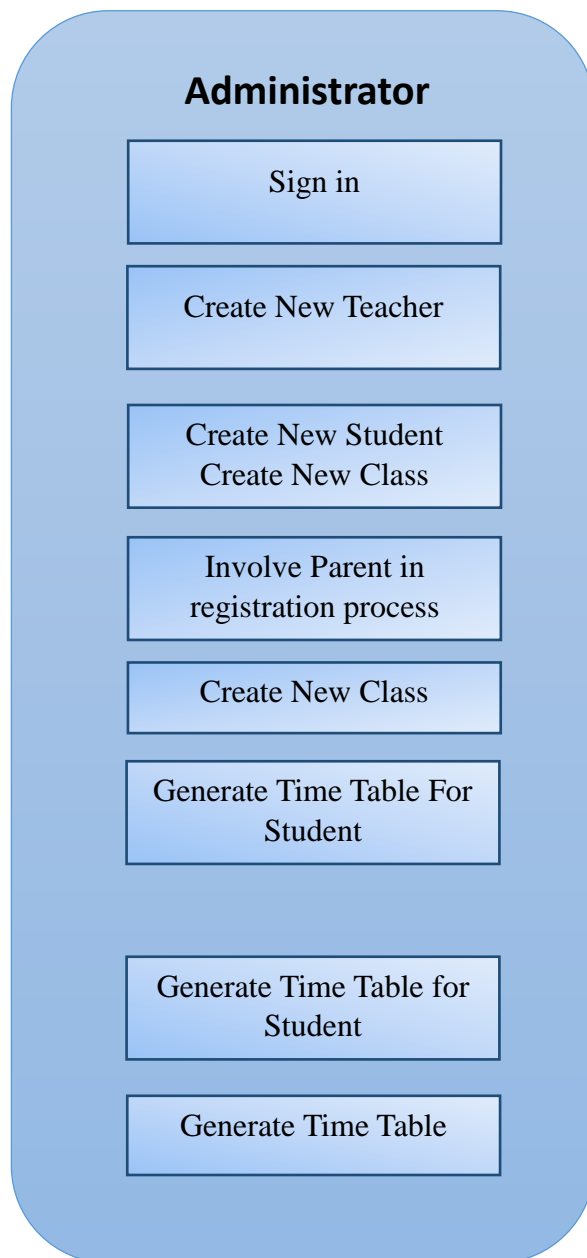 Administrator
Sign in
Create New Teacher
Create New Student
Create New Class
Involve Parent in
registration process
Create New Class
Generate Time Table For
Student
Generate Time Table for
Student
Generate Time Table